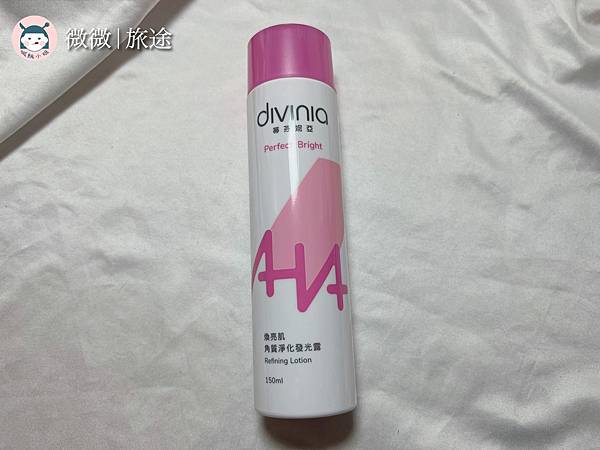 微微|旅途
divinia
蒂芬妮亞
Perfect Bright
AHA
煥亮肌
角質淨化發光露
Refining Lotion
150ml